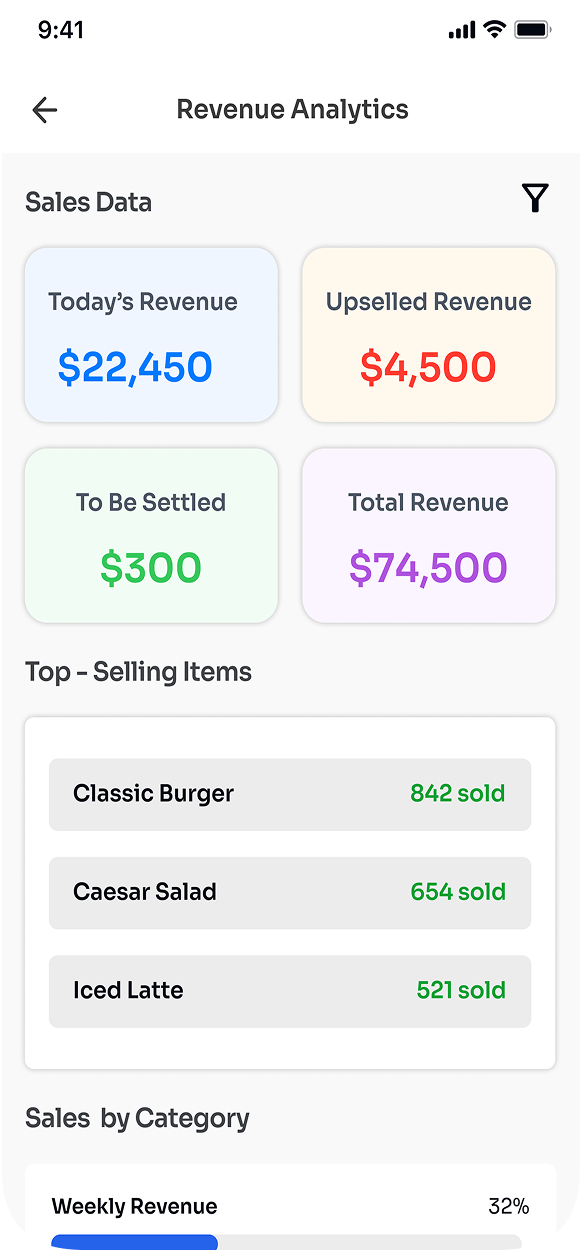 9:41
Revenue Analytics
Sales Data
Today’s Revenue
$22,450
Upselled Revenue
$4,500
To Be Settled
$300
Total Revenue
$74,500
Top - Selling Items
Classic Burger 842 sold
Caesar Salad 654 sold
Iced Latte 521 sold
Sales by Category
Weekly Revenue 32%